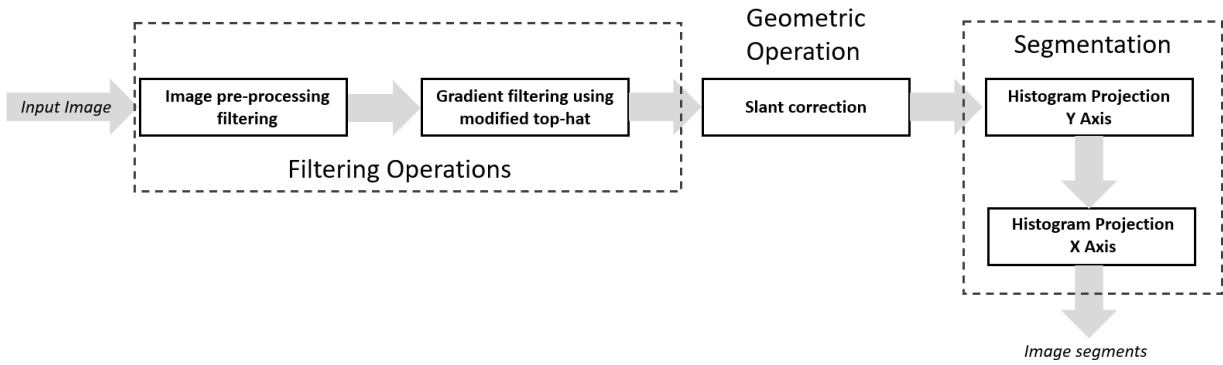 Geometric
Operation
Segmentation
Input Image
Image pre-processing
filtering
Gradient filtering using
modified top-hat
Slant correction
Histogram Projection
Y Axis
Filtering Operations
Histogram Projection
X Axis
Image segments